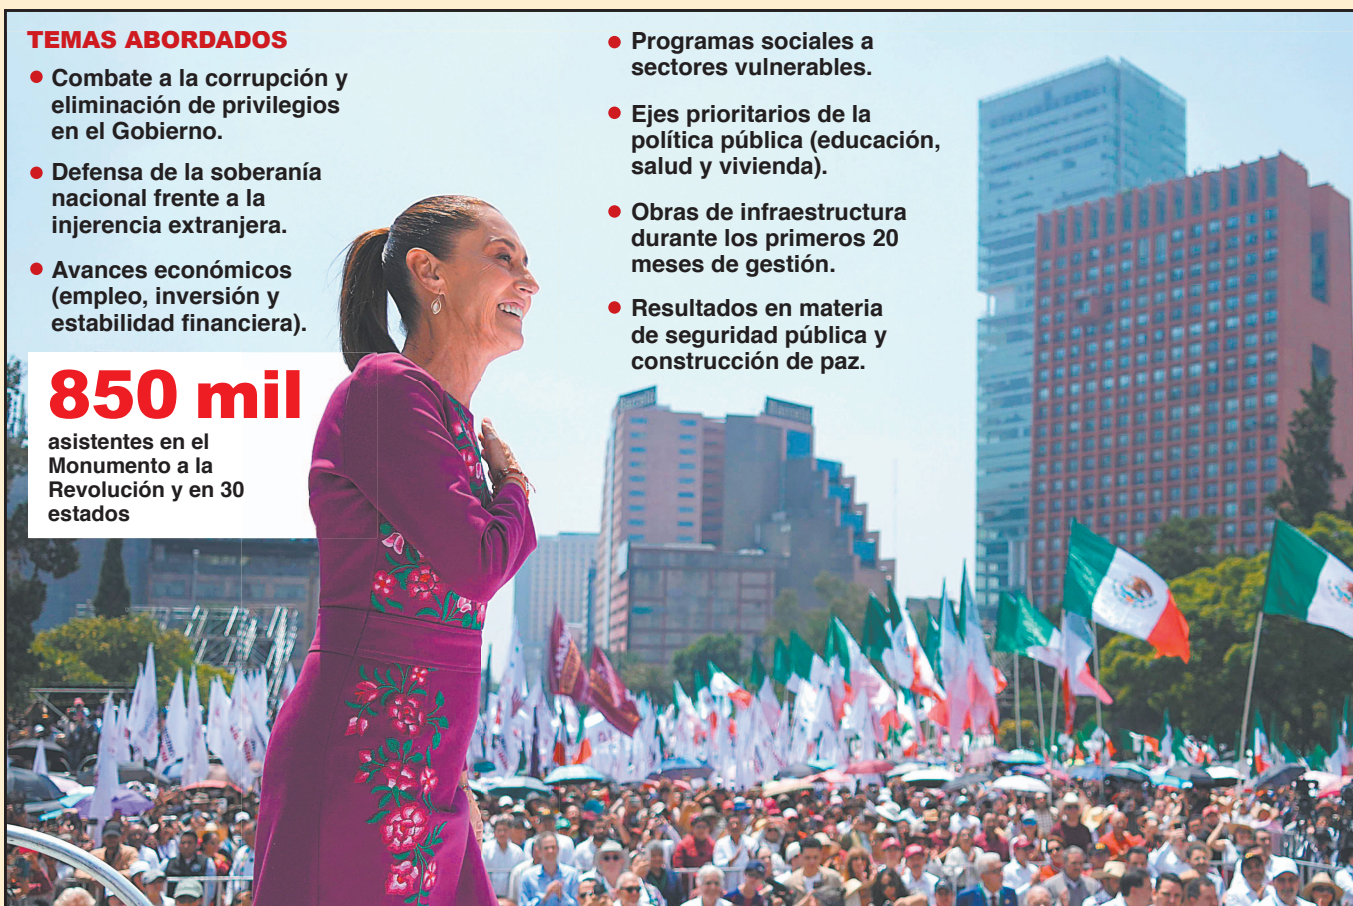 TEMAS ABORDADOS
Combate a la corrupción y
eliminación de privilegios
en el Gobierno.
Defensa de la soberanía
nacional frente a la
injerencia extranjera.
Avances económicos
(empleo, inversión y
estabilidad financiera).
850 mil
asistentes en el
Monumento a la
Revolución y en 30
estados
Programas sociales a
sectores vulnerables.
Ejes prioritarios de la
política pública (educación,
salud y vivienda).
Obras de infraestructura
durante los primeros 20
meses de gestión.
Resultados en materia
de seguridad pública y
construcción de paz.